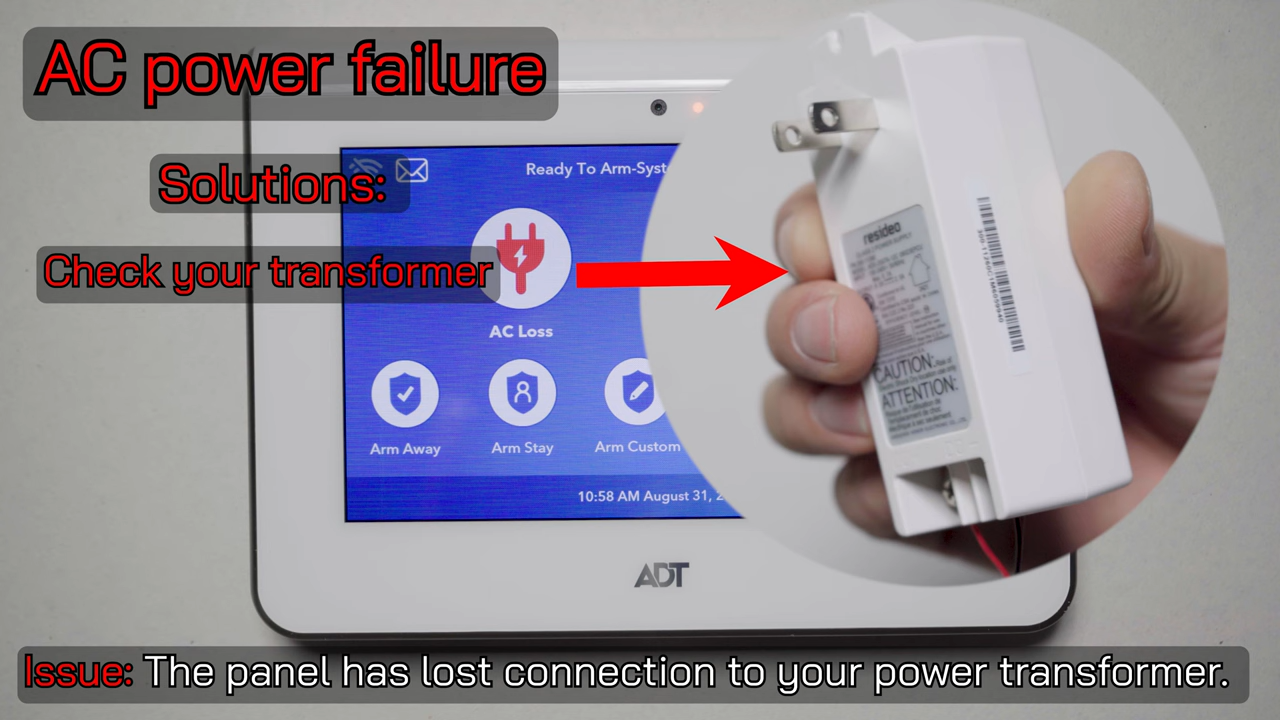 AC power failure
Solutions:
Check your transformer
Ready To Arm-Syst
AC Loss
Arm Away
Arm Stay
Arm Custom
10:58 AM August 31, 2
ADT
resideo
CAUTION:
ATTENTION:
Issue: The panel has lost connection to your power transformer.